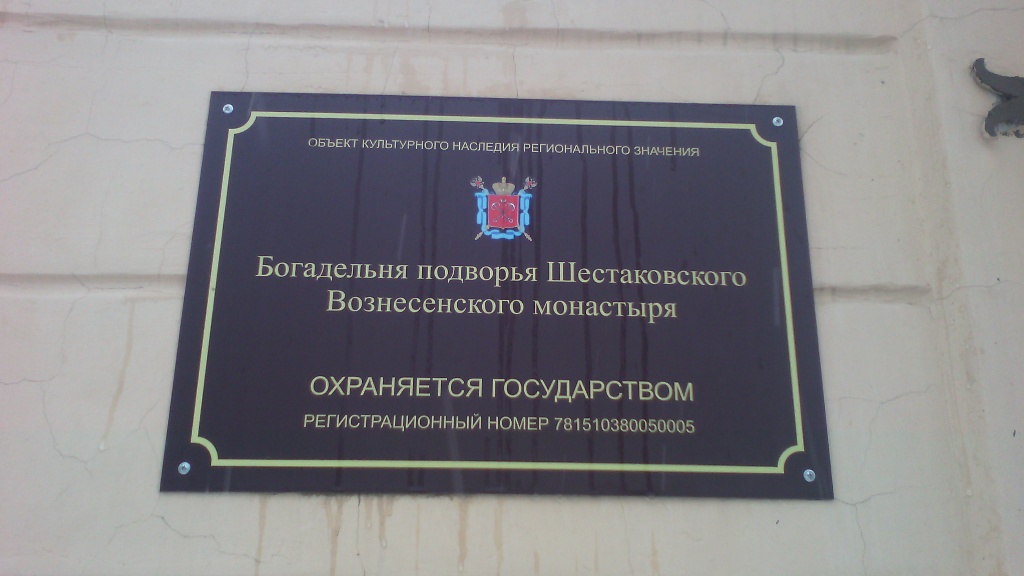 ОБЪЕКТ КУЛЬТУРНОГО НАСЛЕДИЯ РЕГИОНАЛЬНОГО ЗНАЧЕНИЯ
Богадельня подворья Шестаковского
Вознесенского монастыря
ОХРАНЯЕТСЯ ГОСУДАРСТВОМ
РЕГИСТРАЦИОННЫЙ НОМЕР 781510380050005